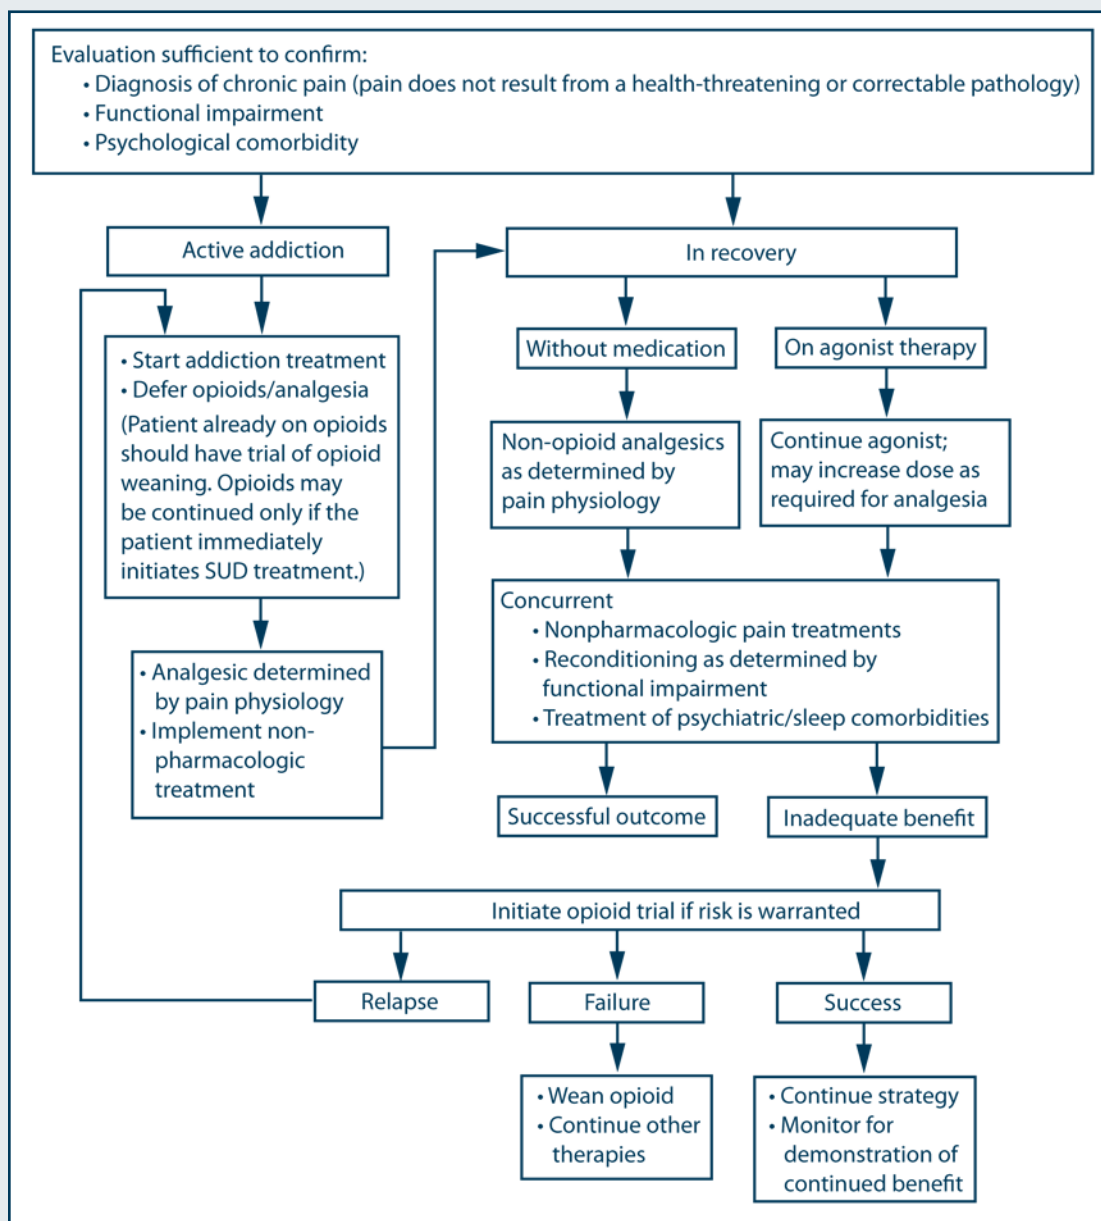 Evaluation sufficient to confirm:
• Diagnosis of chronic pain (pain does not result from a health-threatening or correctable pathology)
• Functional impairment
• Psychological comorbidity
Active addiction
In recovery
• Start addiction treatment
• Defer opioids/analgesia
(Patient already on opioids
should have trial of opioid
weaning. Opioids may
be continued only if the
patient immediately
initiates SUD treatment.)
Without medication
On agonist therapy
Non-opioid analgesics
as determined by
pain physiology
Continue agonist;
may increase dose as
required for analgesia
• Analgesic determined
by pain physiology
• Implement non-
pharmacologic
treatment
Concurrent
• Nonpharmacologic pain treatments
• Reconditioning as determined by
functional impairment
• Treatment of psychiatric/sleep comorbidities
Successful outcome
Inadequate benefit
Initiate opioid trial if risk is warranted
Relapse
Failure
Success
• Wean opioid
• Continue other
therapies
• Continue strategy
• Monitor for
demonstration of
continued benefit